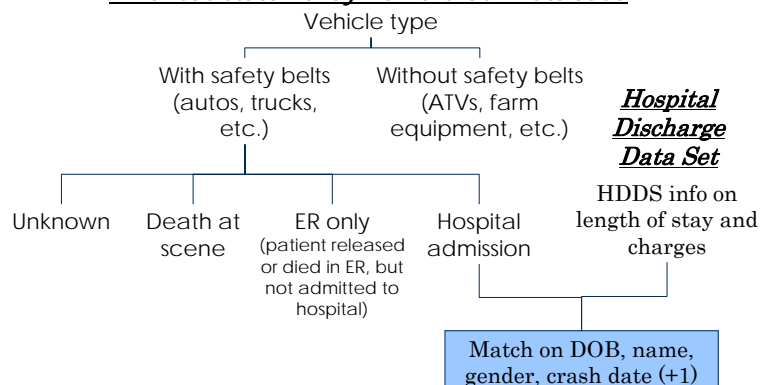 Vehicle type
With safety belts
(autos, trucks,
etc.)
Without safety belts
(ATVs, farm
equipment, etc.)
Hospital
Discharge
Data Set
HDDS info on
length of stay and
charges
Unknown
Death at
scene
ER only
(patient released
or died in ER, but
not admitted to
hospital)
Hospital
admission
Match on DOB, name,
gender, crash date (+1)